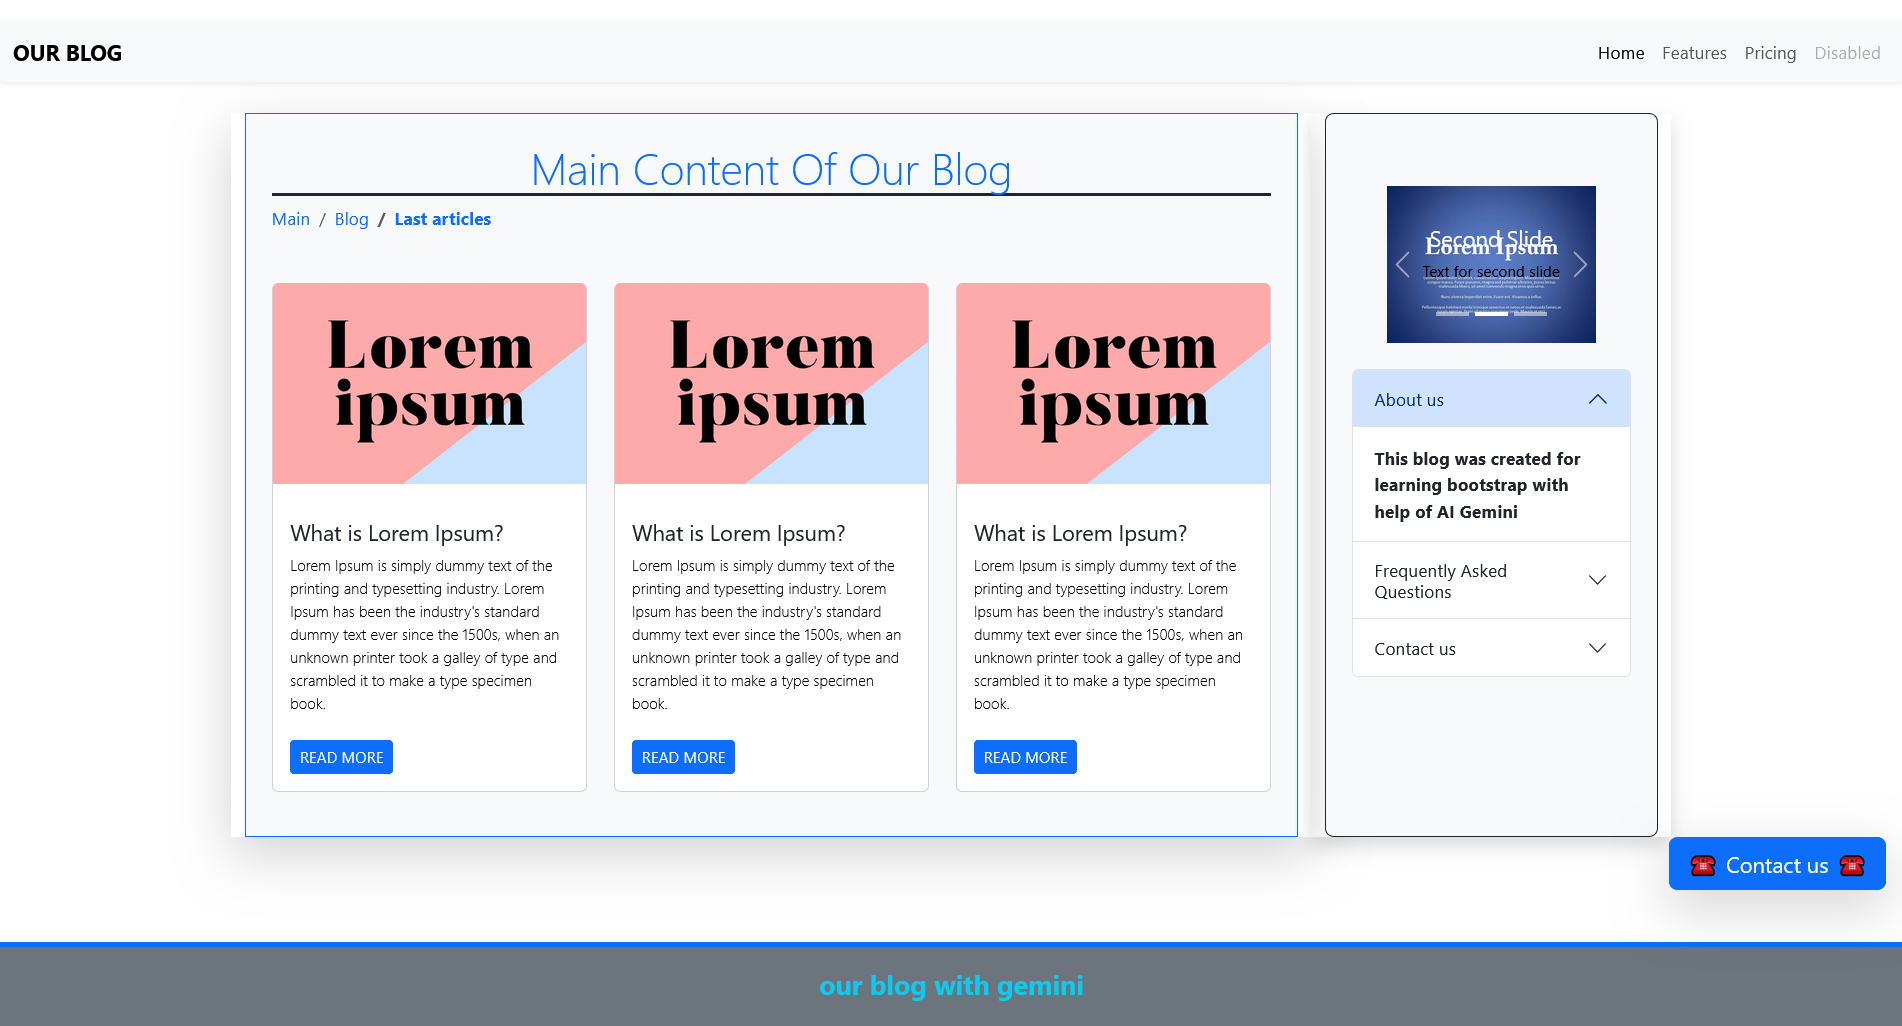 OUR BLOG
Home Features Pricing Disabled
Main Content Of Our Blog
Main / Blog / Last articles
Lorem
ipsum
What is Lorem Ipsum?
Lorem Ipsum is simply dummy text of the
printing and typesetting industry. Lorem
Ipsum has been the industry's standard
dummy text ever since the 1500s, when an
unknown printer took a galley of type and
scrambled it to make a type specimen
book.
READ MORE
Lorem
ipsum
What is Lorem Ipsum?
Lorem Ipsum is simply dummy text of the
printing and typesetting industry. Lorem
Ipsum has been the industry's standard
dummy text ever since the 1500s, when an
unknown printer took a galley of type and
scrambled it to make a type specimen
book.
READ MORE
Lorem
ipsum
What is Lorem Ipsum?
Lorem Ipsum is simply dummy text of the
printing and typesetting industry. Lorem
Ipsum has been the industry's standard
dummy text ever since the 1500s, when an
unknown printer took a galley of type and
scrambled it to make a type specimen
book.
READ MORE
Second Slide
Lorem Ipsum
Text for second slide
About us
This blog was created for
learning bootstrap with
help of AI Gemini
Frequently Asked
Questions
Contact us
Contact us
our blog with gemini